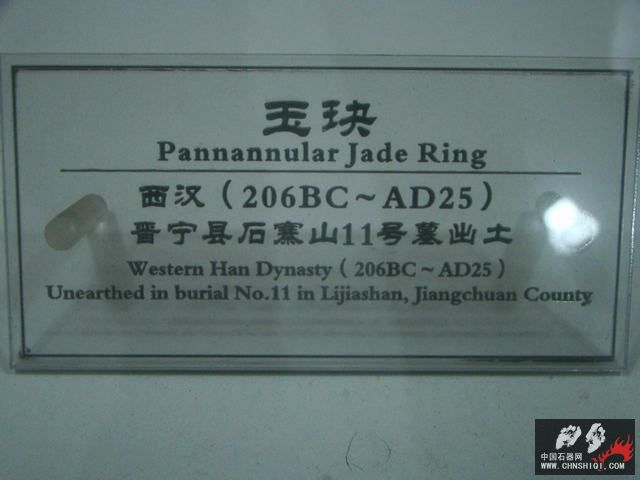 玉玦
Pannannular Jade Ring
西汉（206BC～AD25）
晋宁县石寨山11号墓出土
Western Han Dynasty（206BC～AD25）
Unearthed in burial No.11 in Lijiashan, Jiangchuan County
中国石器网
WWW.CHNSHIQI.COM